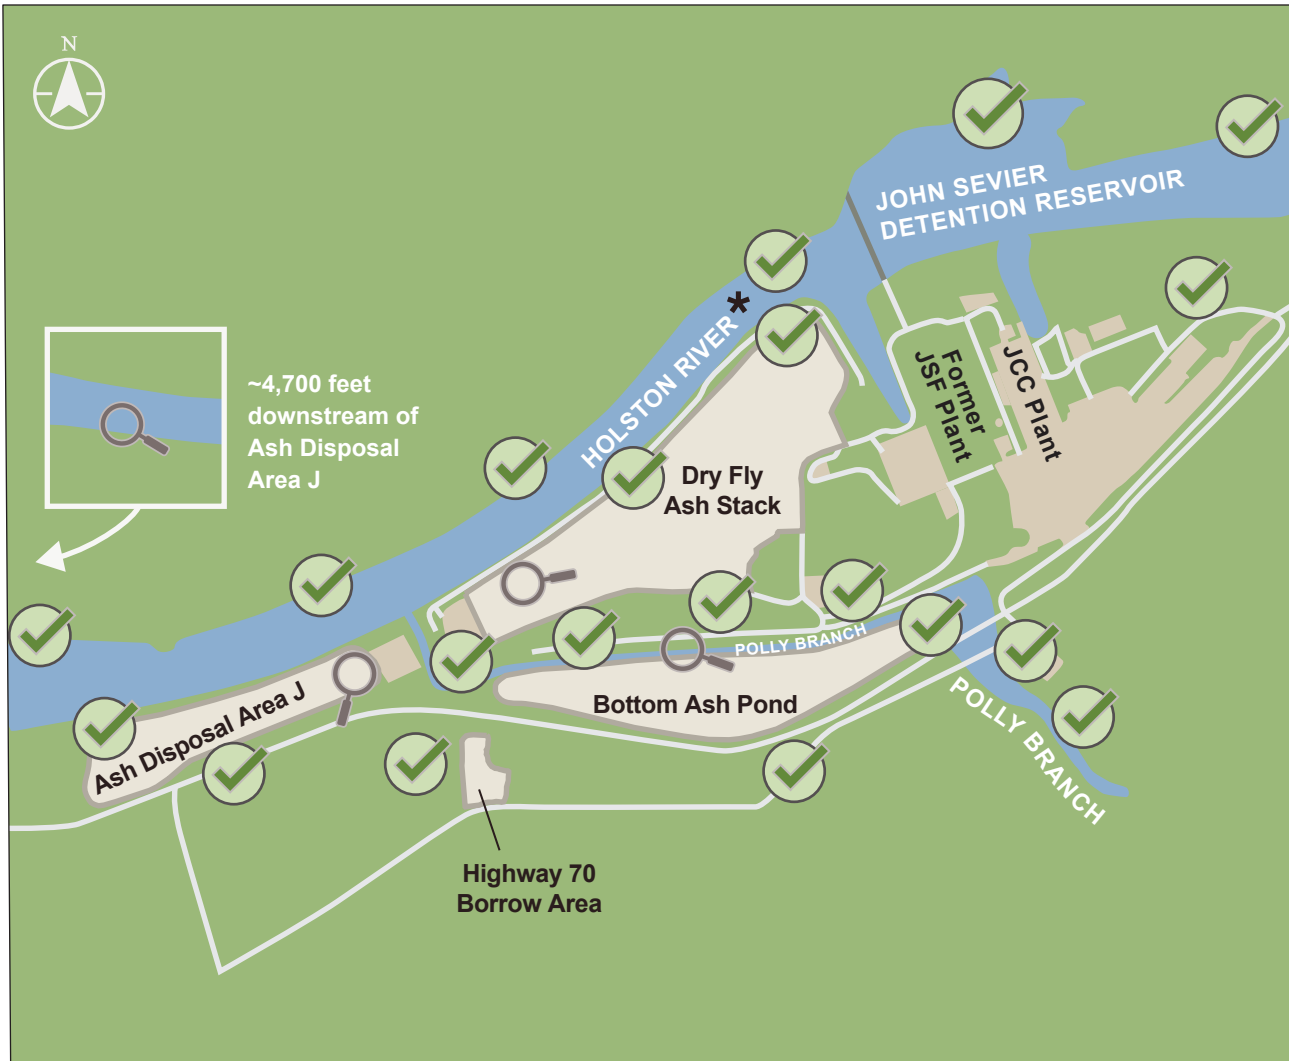 N
JOHN SEVIER
DETENTION RESERVOIR
HOLSTON RIVER*
~4,700 feet
downstream of
Ash Disposal
Area J
Former
JSF Plant
JCC Plant
Dry Fly
Ash Stack
POLLY BRANCH
Bottom Ash Pond
POLLY BRANCH
Ash Disposal Area J
Highway 70
Borrow Area